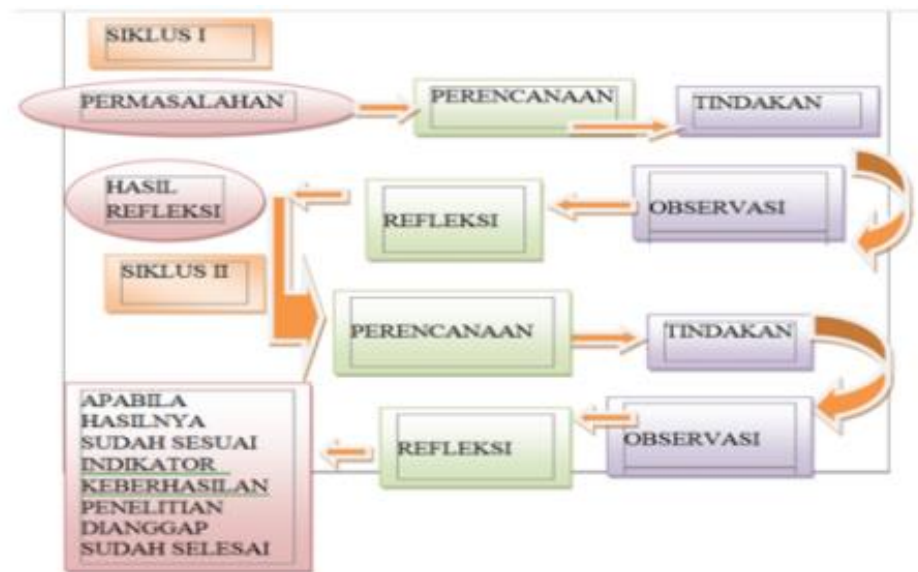 SIKLUS I
PERMASALAHAN
PERENCANAAN
TINDAKAN
HASIL
REFLEKSI
REFLEKSI
OBSERVASI
SIKLUS II
PERENCANAAN
TINDAKAN
APABILA
HASILNYA
SUDAH SESUAI
INDIKATOR
KEBERHASILAN
PENELITIAN
DIANGGAP
SUDAH SELESAI
REFLEKSI
OBSERVASI